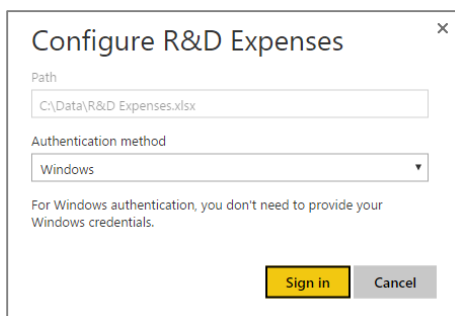 Configure R&D Expenses
Path
C:\Data\R&D Expenses.xlsx
Authentication method
Windows
For Windows authentication, you don't need to provide your
Windows credentials.
Sign in
Cancel